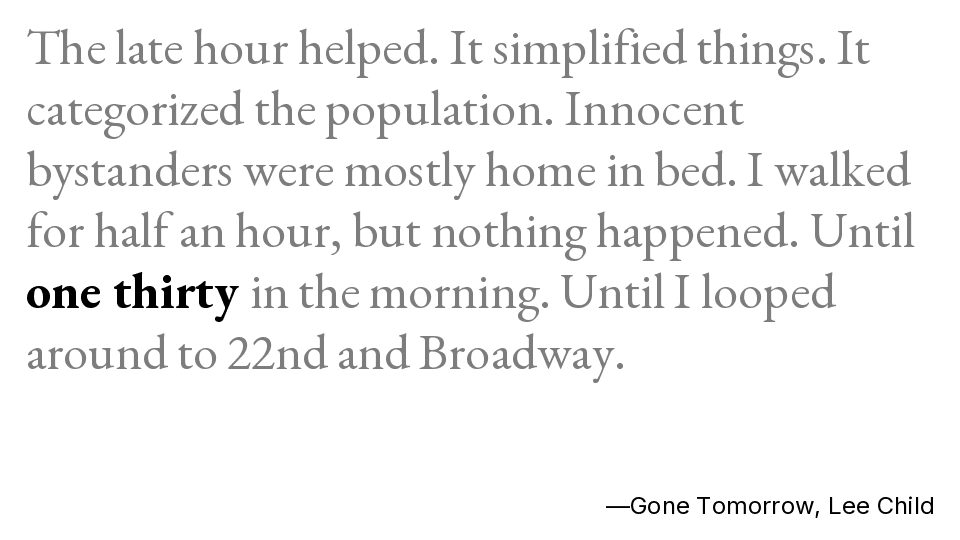 The late hour helped. It simplified things. It
categorized the population. Innocent
bystanders were mostly home in bed. I walked
for half an hour, but nothing happened. Until
one thirty in the morning. Until I looped
around to 22nd and Broadway.
—Gone Tomorrow, Lee Child